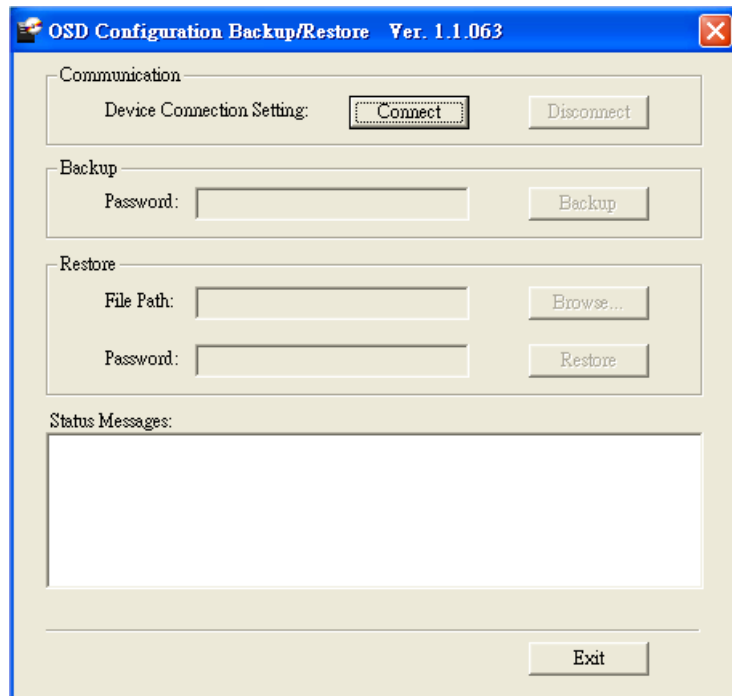 OSD Configuration Backup/Restore Ver. 1.1.063
Communication
Device Connection Setting: Connect Disconnect
Backup
Password: Backup
Restore
File Path: Browse...
Password: Restore
Status Messages:
Exit